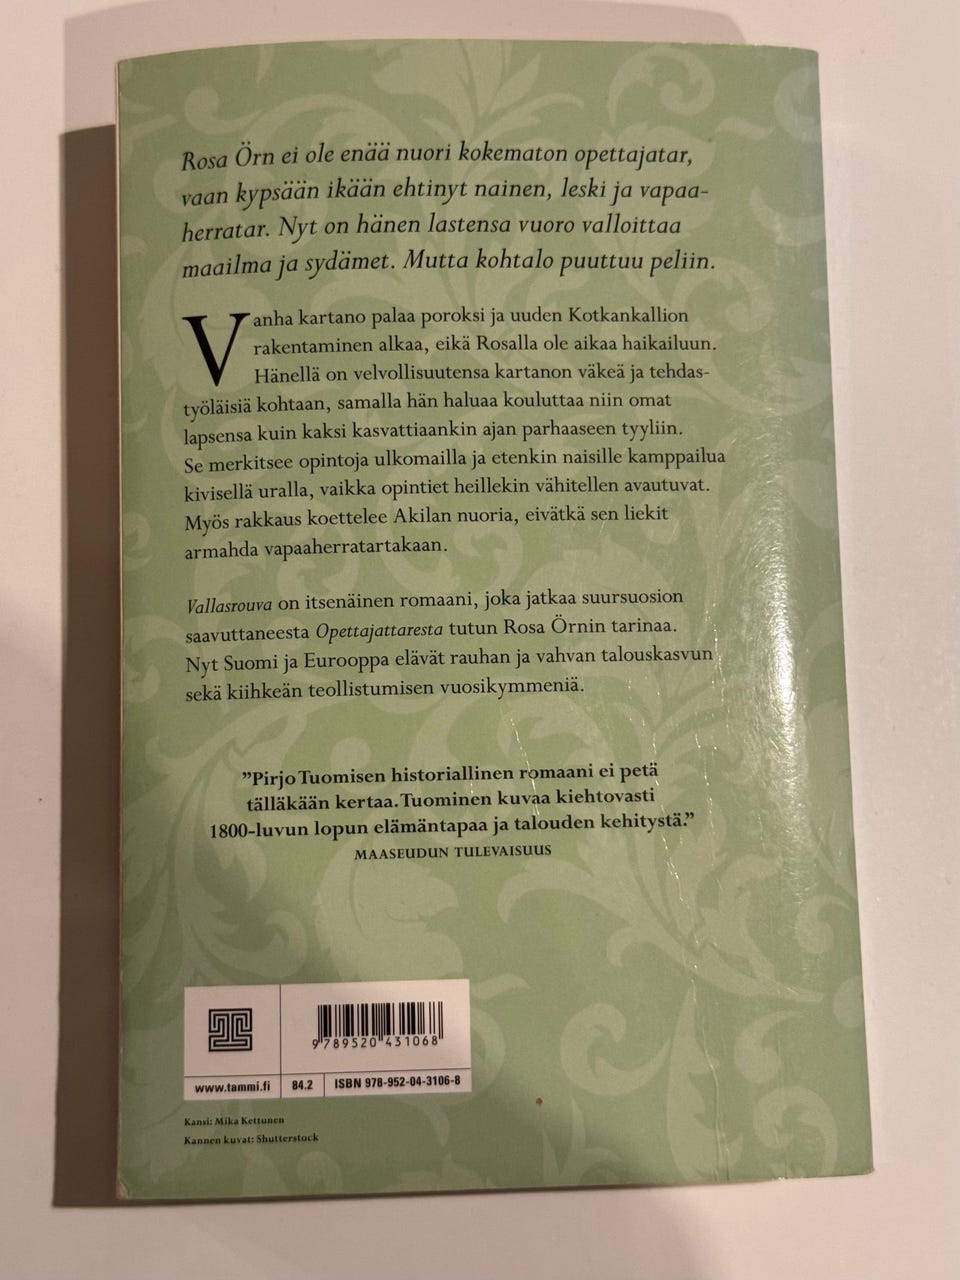 Rosa Örn ei ole enää nuori kokematon opettajatar,
vaan kypsään ikään ehtinyt nainen, leski ja vapaa-
herratar. Nyt on hänen lastensa vuoro valloittaa
maailma ja sydämet. Mutta kohtalo puuttuu peliin.
Vanha kartano palaa poroksi ja uuden Kotkankallion
rakentaminen alkaa, eikä Rosalla ole aikaa haikailuun.
Hänellä on velvollisuutensa kartanon väkeä ja tehdas-
työläisiä kohtaan, samalla hän haluaa kouluttaa niin omat
lapsensa kuin kaksi kasvattiaankin ajan parhaaseen tyyliin.
Se merkitsee opintoja ulkomailla ja etenkin naisille kamppailua
kivisellä uralla, vaikka opintiet heillekin vähitellen avautuvat.
Myös rakkaus koettelee Akilan nuoria, eivätkä sen liekit
armahda vapaaherratartakaan.
Vallasrouva on itsenäinen romaani, joka jatkaa suursuosion
saavuttaneesta Opettajattaresta tutun Rosa Örnin tarinaa.
Nyt Suomi ja Eurooppa elävät rauhan ja vahvan talouskasvun
sekä kiihkeän teollistumisen vuosikymmeniä.
”Pirjo Tuomisen historiallinen romaani ei petä
tälläkään kertaa. Tuominen kuvaa kiehtovasti
1800-luvun lopun elämäntapaa ja talouden kehitystä.”
MAASEUDUN TULEVAISUUS
9 789520 431068
www.tammi.fi 84.2 ISBN 978-952-04-3106-8
Kansi: Mika Kettunen
Kannen kuvat: Shutterstock